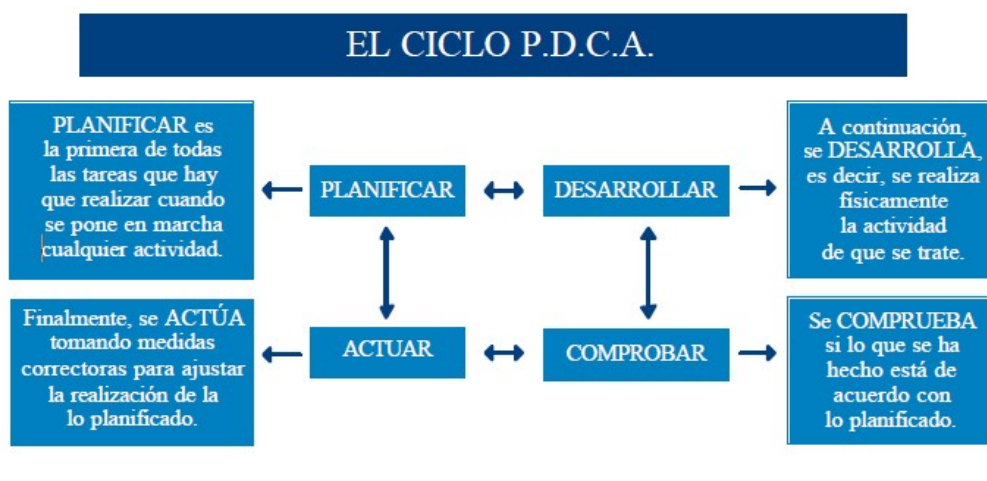 EL CICLO P.D.C.A.
PLANIFICAR es
la primera de todas
las tareas que hay
que realizar cuando
se pone en marcha
cualquier actividad.
PLANIFICAR
DESARROLLAR
A continuación,
se DESARROLLA,
es decir, se realiza
físicamente
la actividad
de que se trate.
Finalmente, se ACTÚA
tomando medidas
correctoras para ajustar
la realización de la
lo planificado.
ACTUAR
COMPROBAR
Se COMPRUEBA
si lo que se ha
hecho está de
acuerdo con
lo planificado.